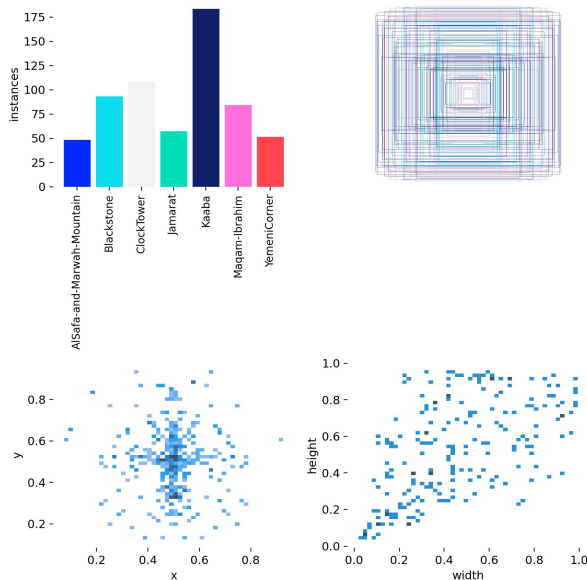 175
150
125
100
75
50
25
0
instances
AlSafa-and-Marwah-Mountain
Blackstone
ClockTower
Jamarat
Kaaba
Maqam-Ibrahim
YemeniCorner
0.8
0.6
0.4
0.2
y
0.2 0.4 0.6 0.8
x
1.0
0.8
0.6
0.4
0.2
0.0
height
0.0 0.2 0.4 0.6 0.8 1.0
width